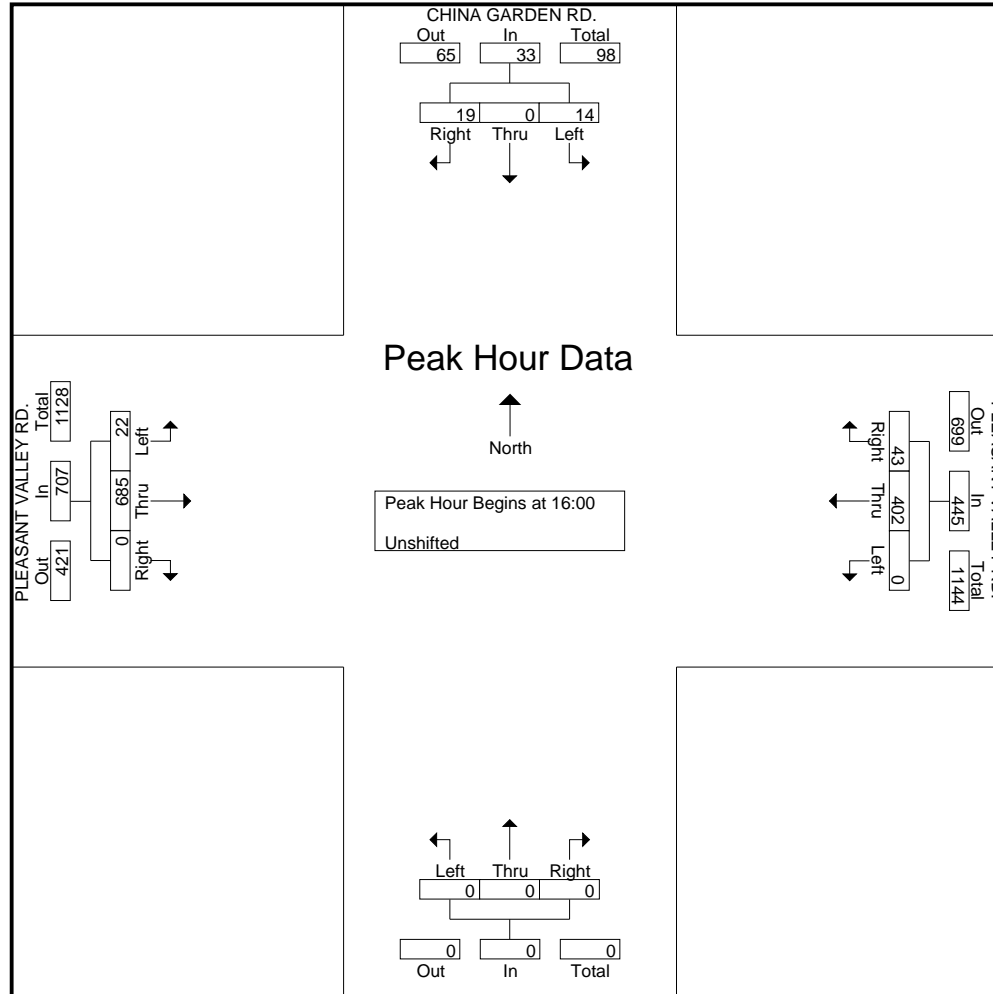 CHINA GARDEN RD.
Out In Total
65 33 98
19 0 14
Right Thru Left
Peak Hour Data
North
Peak Hour Begins at 16:00
Unshifted
PLEASANT VALLEY RD.
Out In Total
421 707 1128
22 685 0
Left Thru Right
Out In Total
699 445 1144
43 402 0
Right Thru Left
Left Thru Right
0 0 0
0 0 0
Out In Total